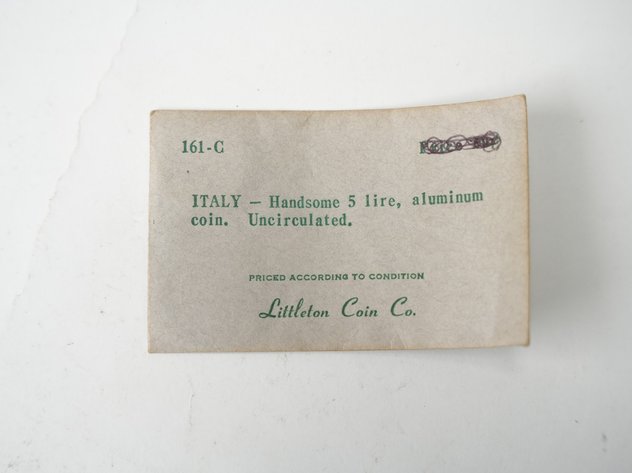 161-C
ITALY — Handsome 5 lire, aluminum
coin. Uncirculated.
PRICED ACCORDING TO CONDITION
Littleton Coin Co.